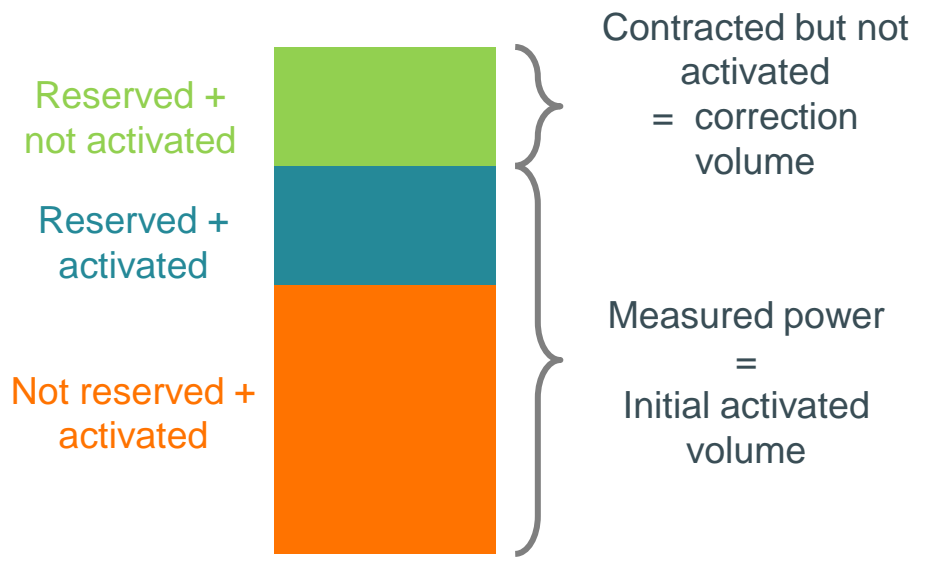 Reserved +
not activated
Reserved +
activated
Not reserved +
activated
Contracted but not
activated
= correction
volume
Measured power
=
Initial activated
volume